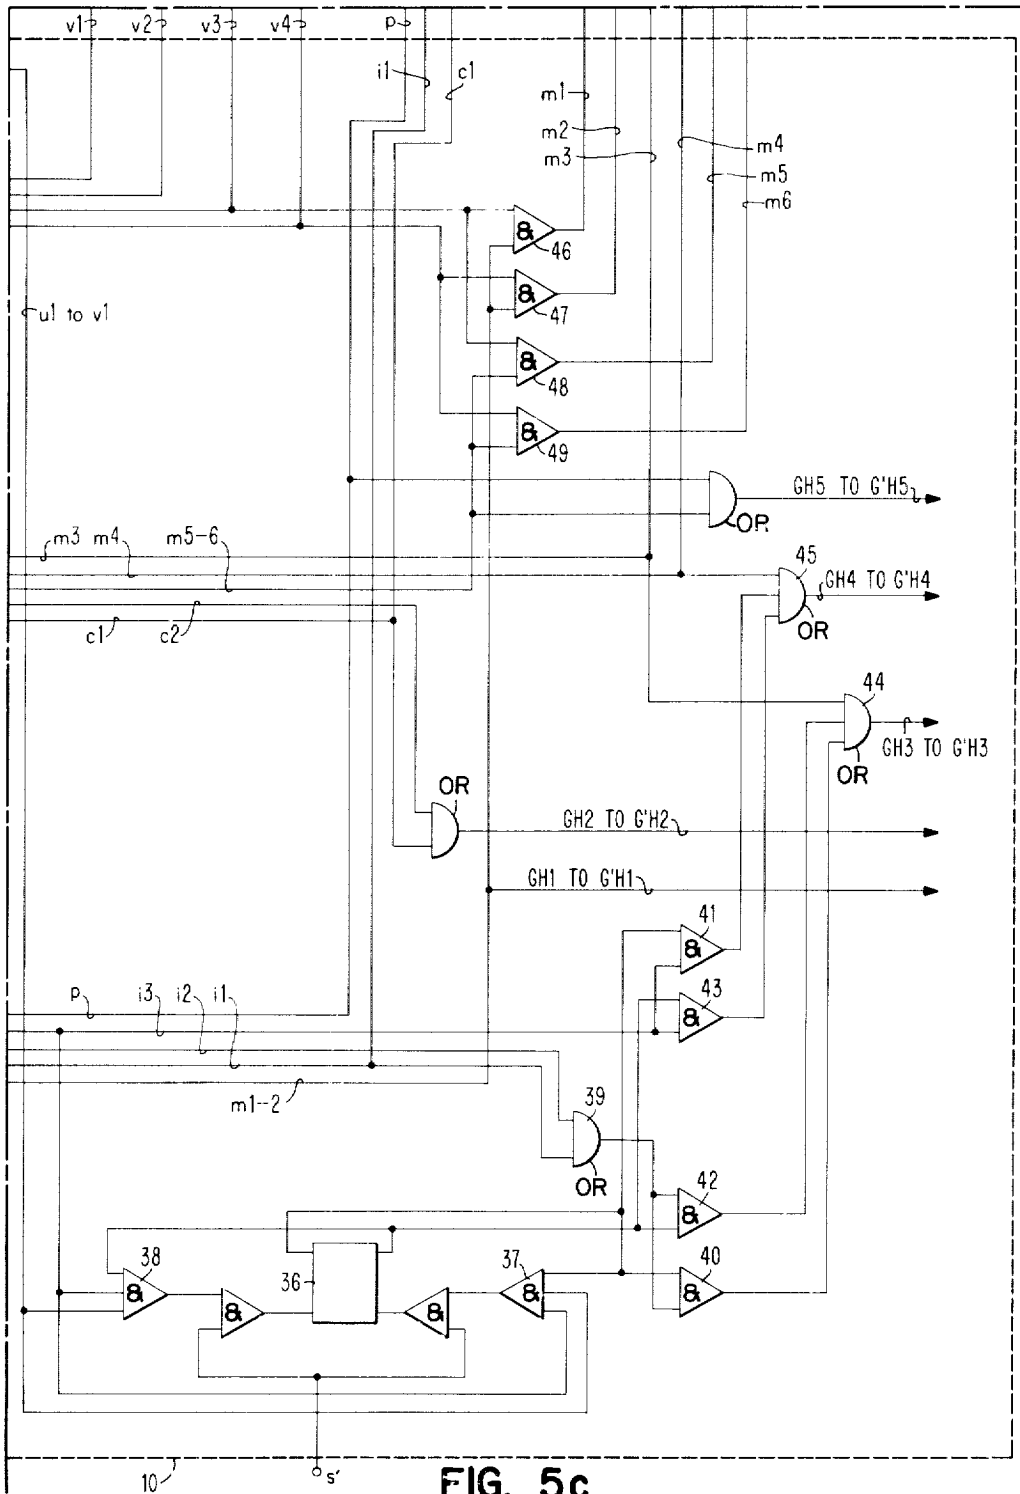 v1 v2 v3 v4 p
i1 c1
m1
m2
m3
m4
m5
m6
& 46
u1 to v1
& 47
& 48
& 49
GH5 TO G'H5
OR
m3 m4 m5-6
45
GH4 TO G'H4
c1 c2
OR
44
GH3 TO G'H3
OR
OR
GH2 TO G'H2
GH1 TO G'H1
41
&
p i3 i2 i1
43
&
m1-2
39
OR
42
&
38
&
36
37
&
40
&
&
&
10
s'
FIG. 5c